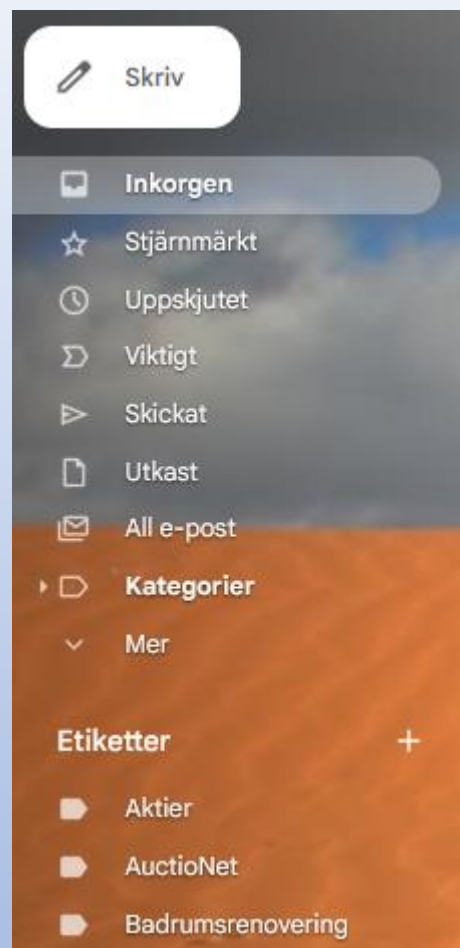 Skriv
Inkorgen
Stjärnmärkt
Uppskjutet
Viktigt
Skickat
Utkast
All e-post
Kategorier
Mer
Etiketter
Aktier
AuctioNet
Badrumsrenovering